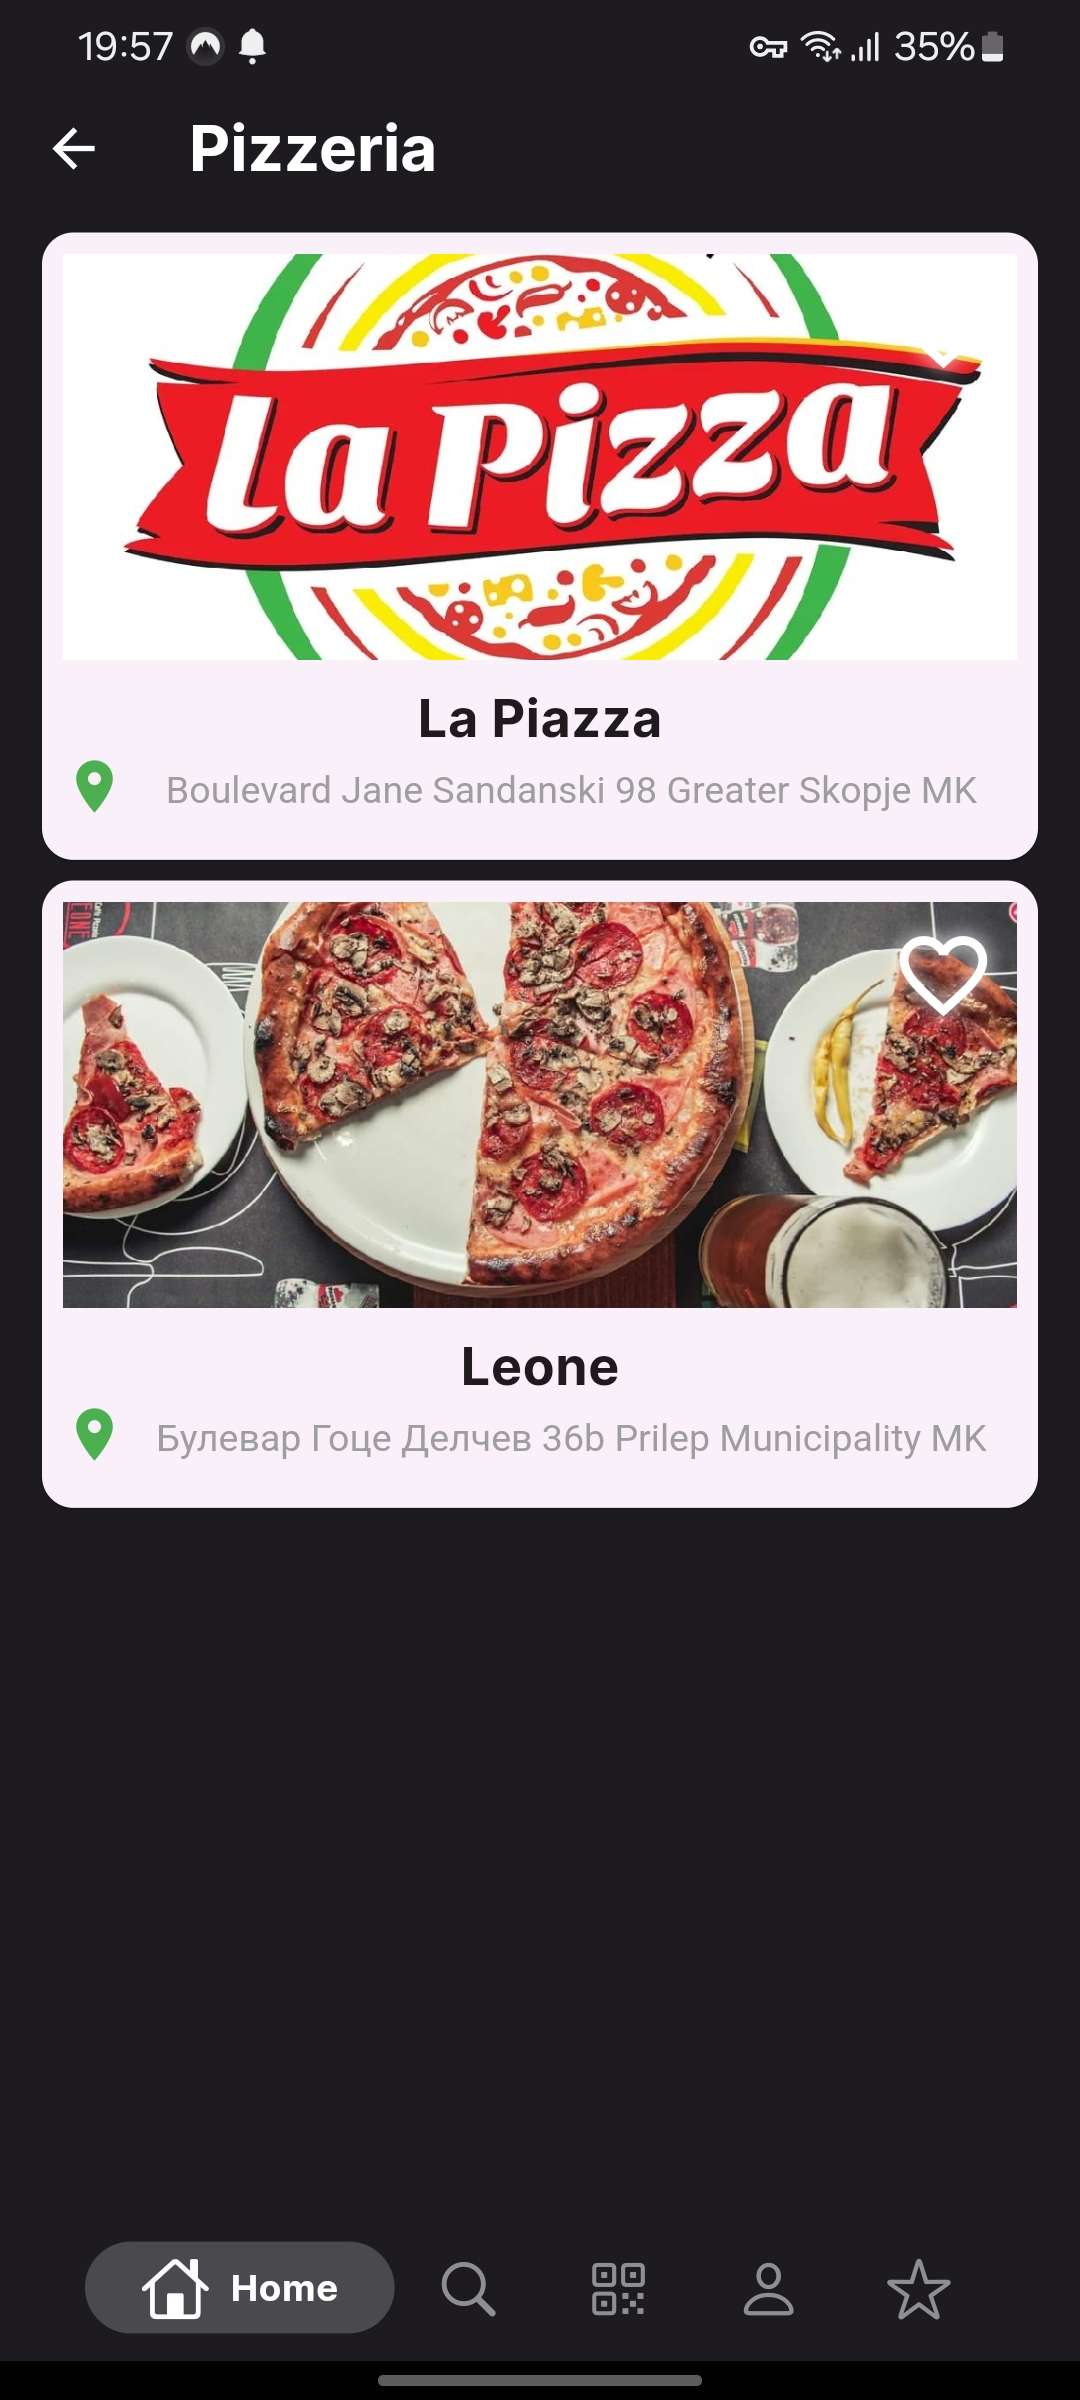 19:57
35%
Pizzeria
la Pizza
La Piazza
Boulevard Jane Sandanski 98 Greater Skopje MK
Leone
Булевар Гоце Делчев 36b Prilep Municipality MK
Home